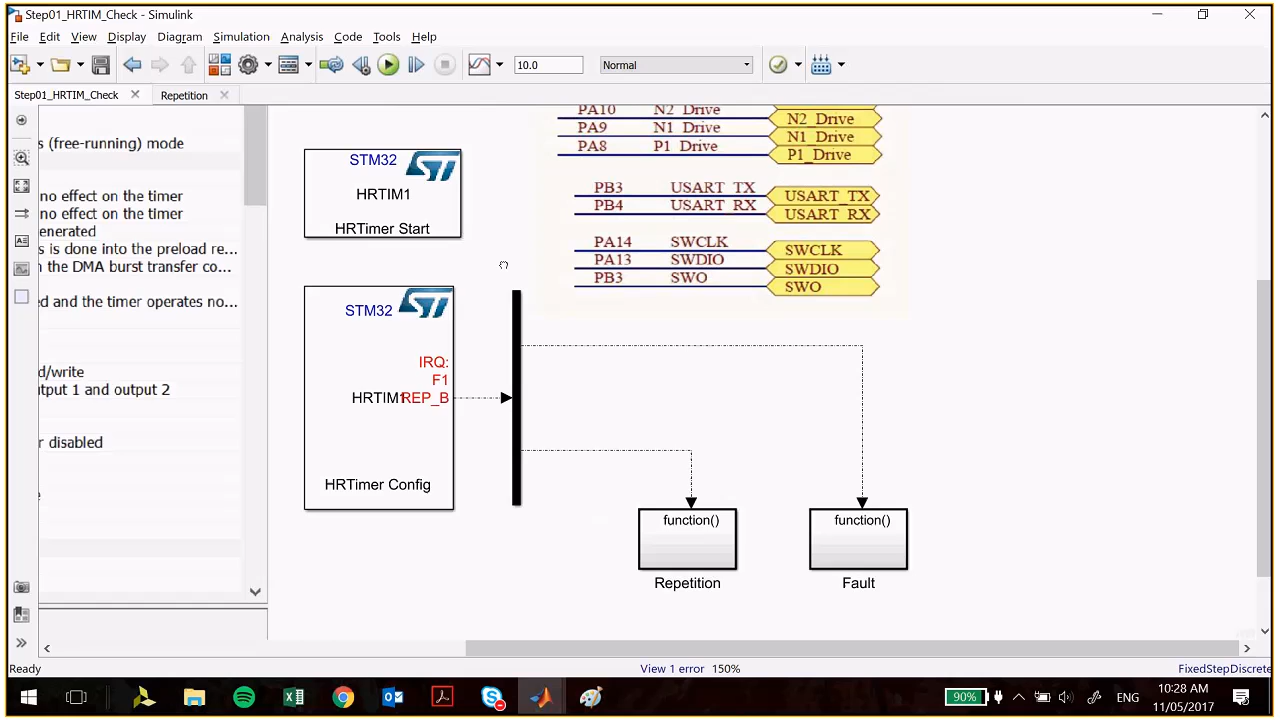 Step01_HRTIM_Check - Simulink
File Edit View Display Diagram Simulation Analysis Code Tools Help
10.0 Normal
Step01_HRTIM_Check Repetition
s (free-running) mode
no effect on the timer
no effect on the timer
enerated
s is done into the preload re...
n the DMA burst transfer co...
ed and the timer operates no...
d/write
tput 1 and output 2
r disabled
STM32
HRTIM1
HRTimer Start
STM32
IRQ:
F1
HRTIM1 REP_B
HRTimer Config
PA10 N2_Drive N2_Drive
PA9 N1_Drive N1_Drive
PA8 P1_Drive P1_Drive
PB3 USART_TX USART_TX
PB4 USART_RX USART_RX
PA14 SWCLK SWCLK
PA13 SWDIO SWDIO
PB3 SWO SWO
function() function()
Repetition Fault
Ready View 1 error 150% FixedStepDiscrete
90% ENG 10:28 AM
11/05/2017